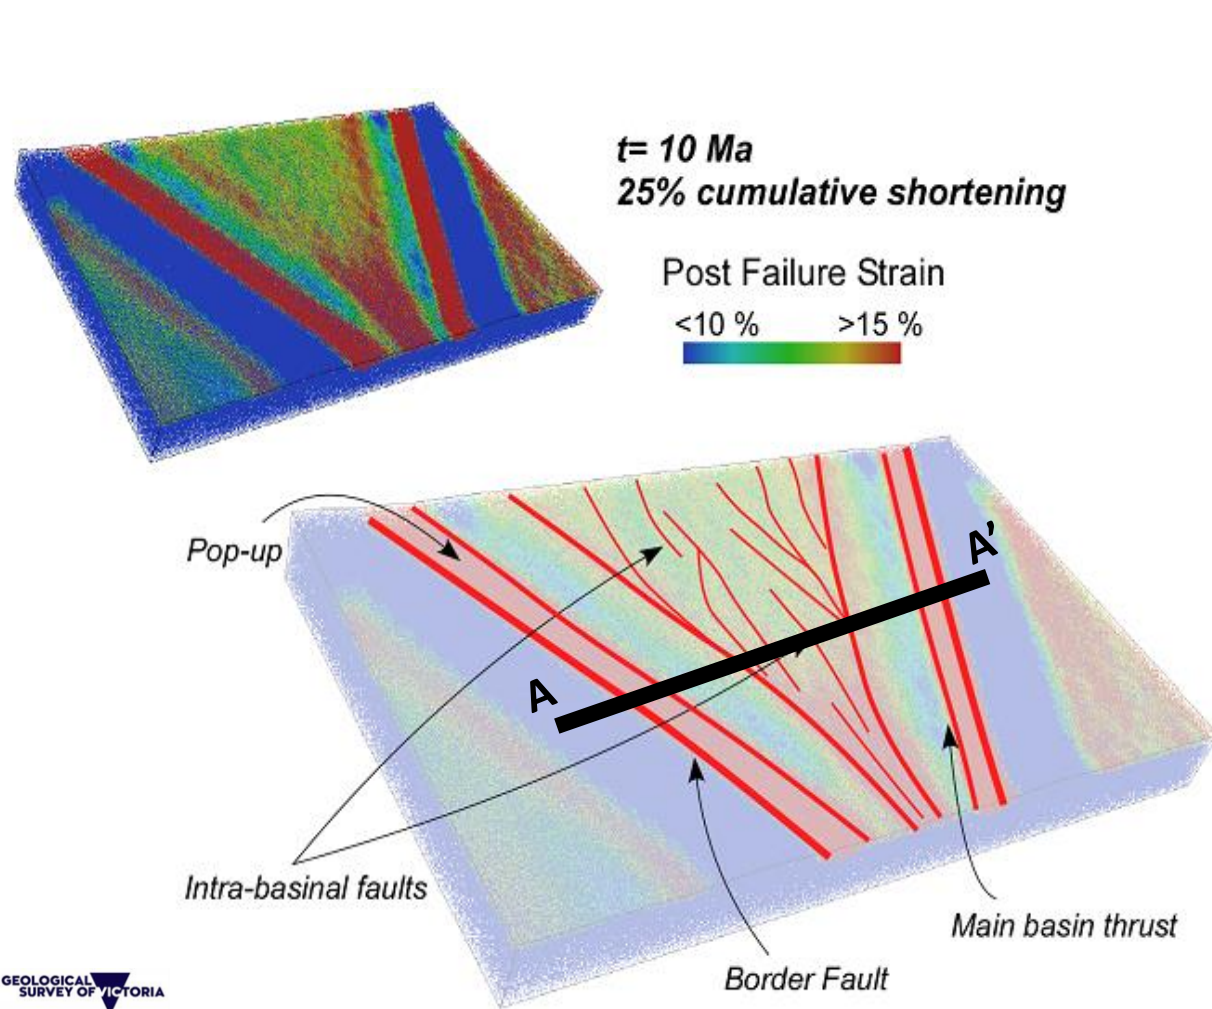 t= 10 Ma
25% cumulative shortening
Post Failure Strain
<10 % >15 %
A’
Pop-up
A
Intra-basinal faults
Main basin thrust
Border Fault
GEOLOGICAL
SURVEY OF VICTORIA